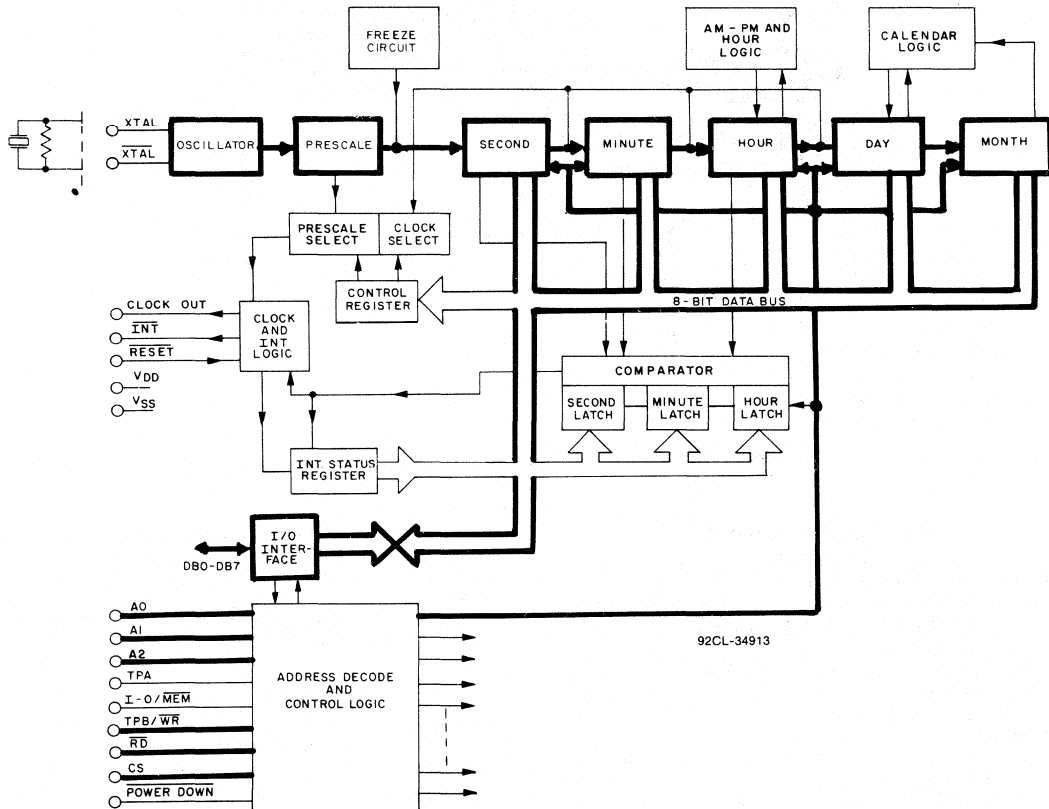 FREEZE
CIRCUIT
AM-PM AND
HOUR
LOGIC
CALENDAR
LOGIC
XTAL
XTAL
OSCILLATOR
PRESCALE
SECOND
MINUTE
HOUR
DAY
MONTH
PRESCALE
SELECT
CLOCK
SELECT
CONTROL
REGISTER
8-BIT DATA BUS
CLOCK OUT
INT
RESET
VDD
VSS
CLOCK
AND
INT
LOGIC
COMPARATOR
SECOND
LATCH
MINUTE
LATCH
HOUR
LATCH
INT. STATUS
REGISTER
I/O
INTER-
FACE
DB0-DB7
A0
A1
A2
TPA
I-O/MEM
TPB/WR
RD
CS
POWER DOWN
ADDRESS DECODE
AND
CONTROL LOGIC
92CL-34913